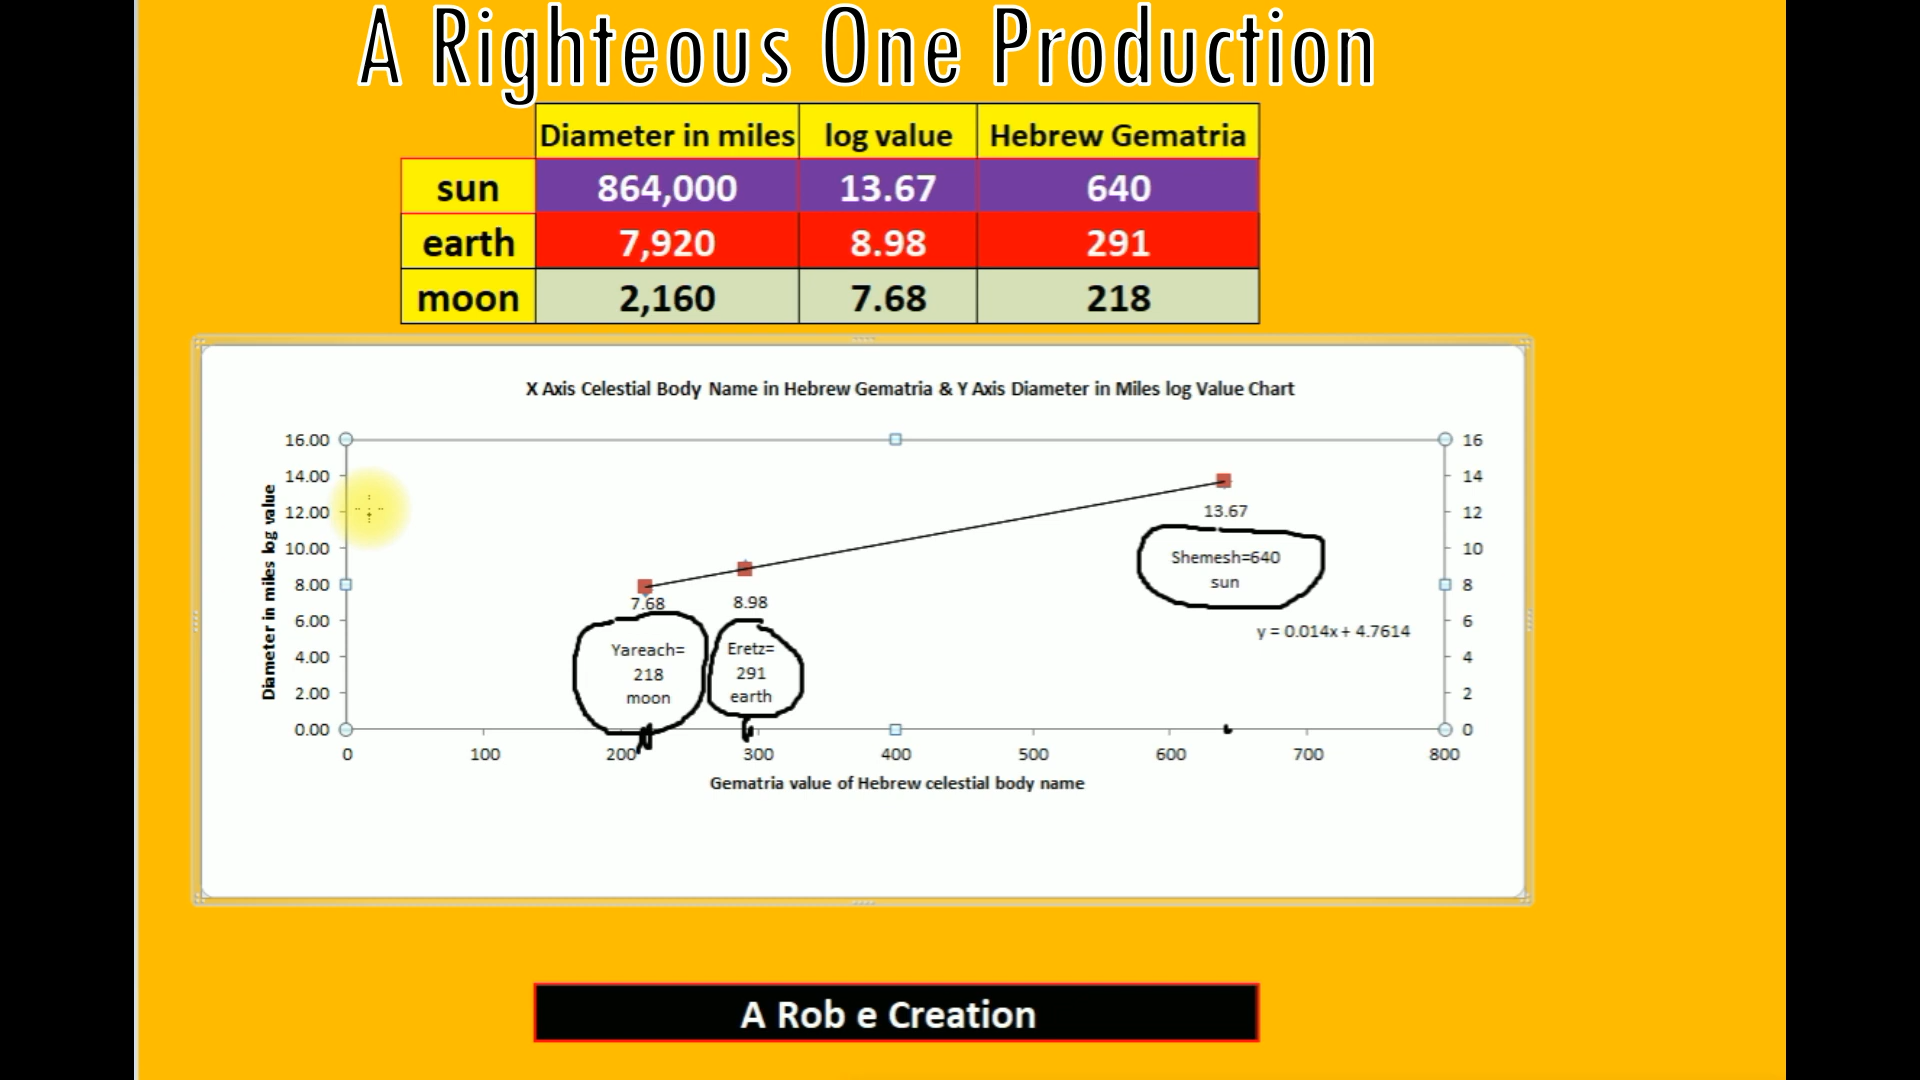 A Righteous One Production
Diameter in miles log value Hebrew Gematria
sun 864,000 13.67 640
earth 7,920 8.98 291
moon 2,160 7.68 218
X Axis Celestial Body Name in Hebrew Gematria & Y Axis Diameter in Miles log Value Chart
Diameter in miles log value
16.00 16
14.00 14
12.00 12
10.00 10
8.00 8
6.00 6
4.00 4
2.00 2
0.00 0
13.67
Shemesh=640
sun
7.68
8.98
y = 0.014x + 4.7614
Yareach=
218
moon
Eretz=
291
earth
0 100 200 300 400 500 600 700 800
Gematria value of Hebrew celestial body name
A Rob e Creation